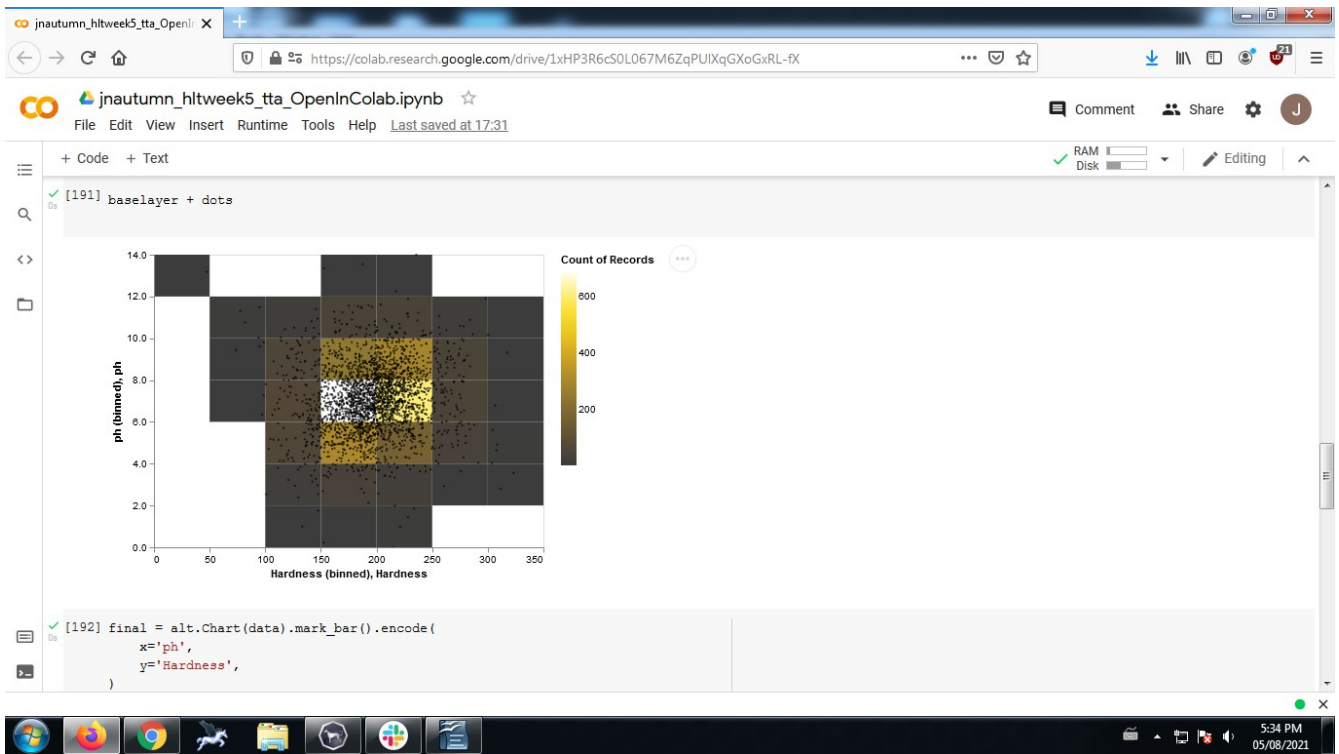 jnautumn_hltweek5_tta_OpenIn
https://colab.research.google.com/drive/1xHP3R6cS0L067M6ZqPUlXqGXoGxRL-fX
21
jnautumn_hltweek5_tta_OpenInColab.ipynb
Comment Share J
File Edit View Insert Runtime Tools Help Last saved at 17:31
+ Code + Text
RAM
Disk
Editing
[191] baselayer + dots
0s
14.0
12.0
10.0
8.0
6.0
4.0
2.0
0.0
ph (binned), ph
0 50 100 150 200 250 300 350
Hardness (binned), Hardness
Count of Records
600
400
200
[192] final = alt.Chart(data).mark_bar().encode(
0s
x='ph',
y='Hardness',
)
5:34 PM
05/08/2021